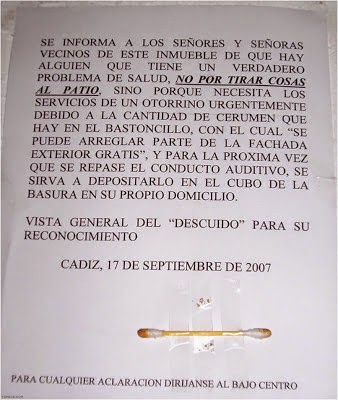 SE INFORMA A LOS SEÑORES Y SEÑORAS
VECINOS DE ESTE INMUEBLE DE QUE HAY
ALGUIEN QUE TIENE UN VERDADERO
PROBLEMA DE SALUD, NO POR TIRAR COSAS
AL PATIO, SINO PORQUE NECESITA LOS
SERVICIOS DE UN OTORRINO URGENTEMENTE
DEBIDO A LA CANTIDAD DE CERUMEN QUE
HAY EN EL BASTONCILLO, CON EL CUAL “SE
PUEDE ARREGLAR PARTE DE LA FACHADA
EXTERIOR GRATIS”, Y PARA LA PROXIMA VEZ
QUE SE REPASE EL CONDUCTO AUDITIVO, SE
SIRVA A DEPOSITARLO EN EL CUBO DE LA
BASURA EN SU PROPIO DOMICILIO.
VISTA GENERAL DEL “DESCUIDO” PARA SU
RECONOCIMIENTO
CADIZ, 17 DE SEPTIEMBRE DE 2007
PARA CUALQUIER ACLARACION DIRIJANSE AL BAJO CENTRO